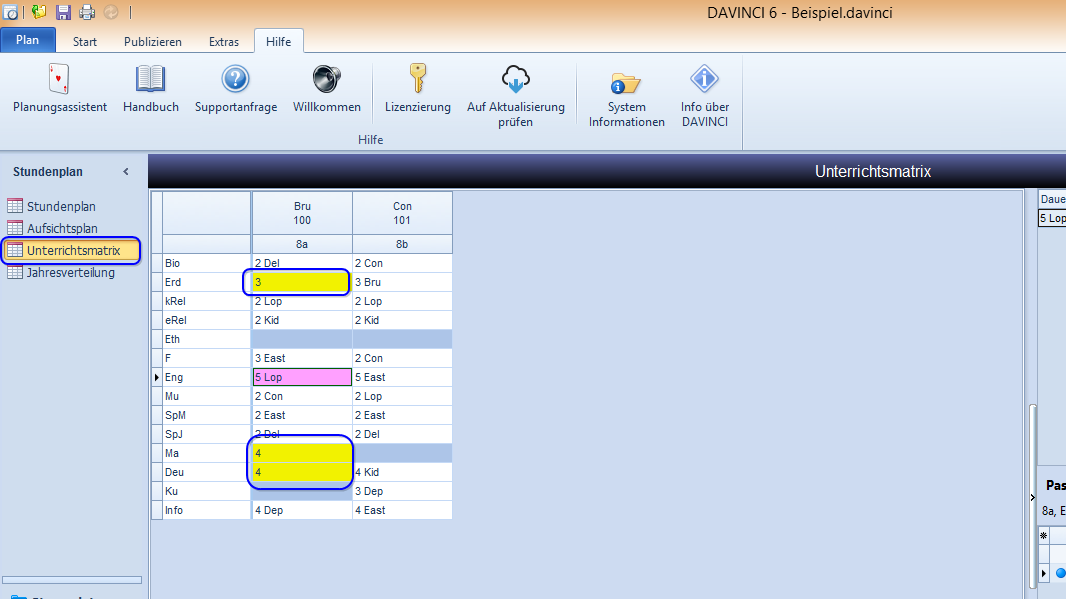 DAVINCI 6 - Beispiel.davinci
Plan Start Publizieren Extras Hilfe
Planungsassistent Handbuch Supportanfrage Willkommen Lizenzierung Auf Aktualisierung System Info über
prüfen Informationen DAVINCI
Hilfe
Stundenplan
Stundenplan
Aufsichtsplan
Unterrichtsmatrix
Jahresverteilung
Unterrichtsmatrix
Bru Con
100 101
8a 8b
Bio 2 Del 2 Con
Erd 3 3 Bru
kRel 2 Lop 2 Lop
eRel 2 Kid 2 Kid
Eth
F 3 East 2 Con
Eng 5 Lop 5 East
Mu 2 Con 2 Lop
SpM 2 East 2 East
SpJ 2 Del 2 Del
Ma 4
Deu 4 4 Kid
Ku 3 Dep
Info 4 Dep 4 East
Daue
5 Lop
Pas
8a, E